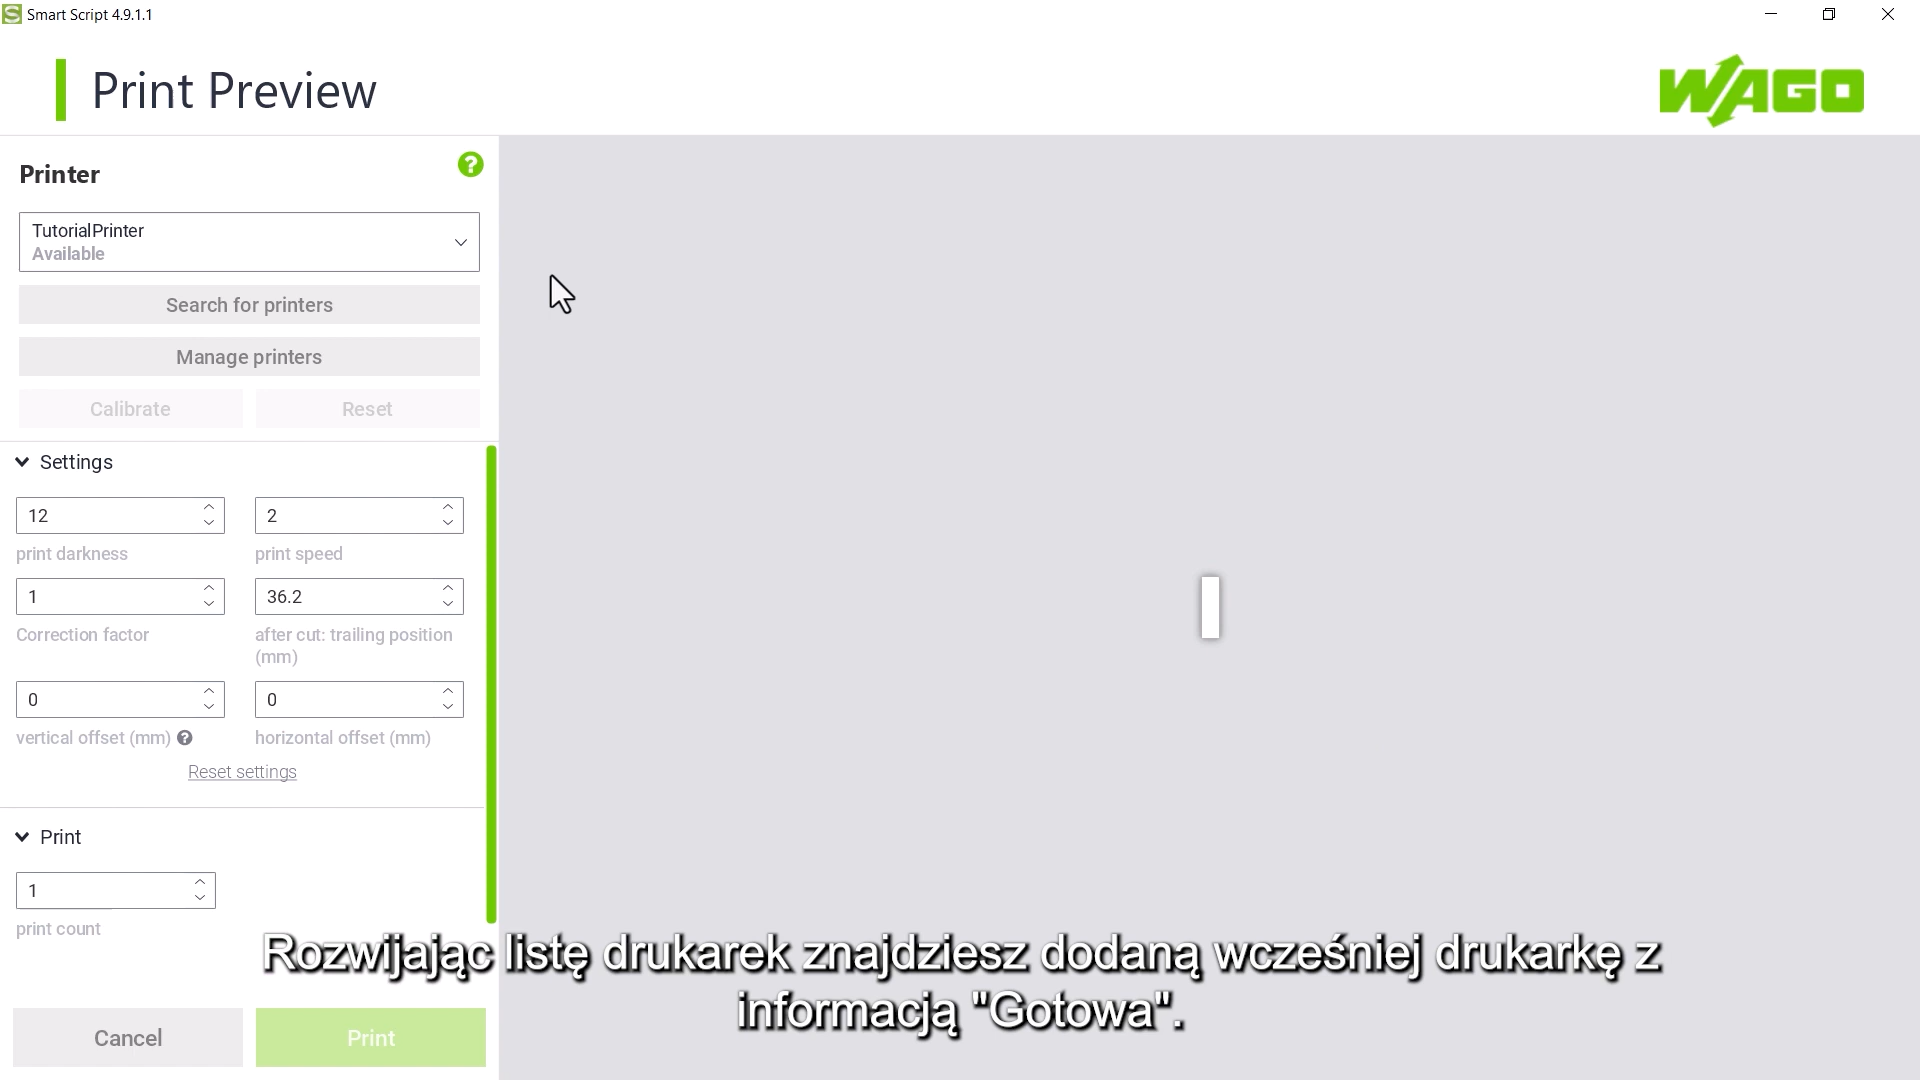 Smart Script 4.9.1.1
Print Preview
WAGO
Printer
?
TutorialPrinter
Available
Search for printers
Manage printers
Calibrate
Reset
Settings
12
2
print darkness
print speed
1
36.2
Correction factor
after cut: trailing position
(mm)
0
0
vertical offset (mm) ?
horizontal offset (mm)
Reset settings
Print
1
print count
Rozwijając listę drukarek znajdziesz dodaną wcześniej drukarkę z
informacją "Gotowa".
Cancel
Print